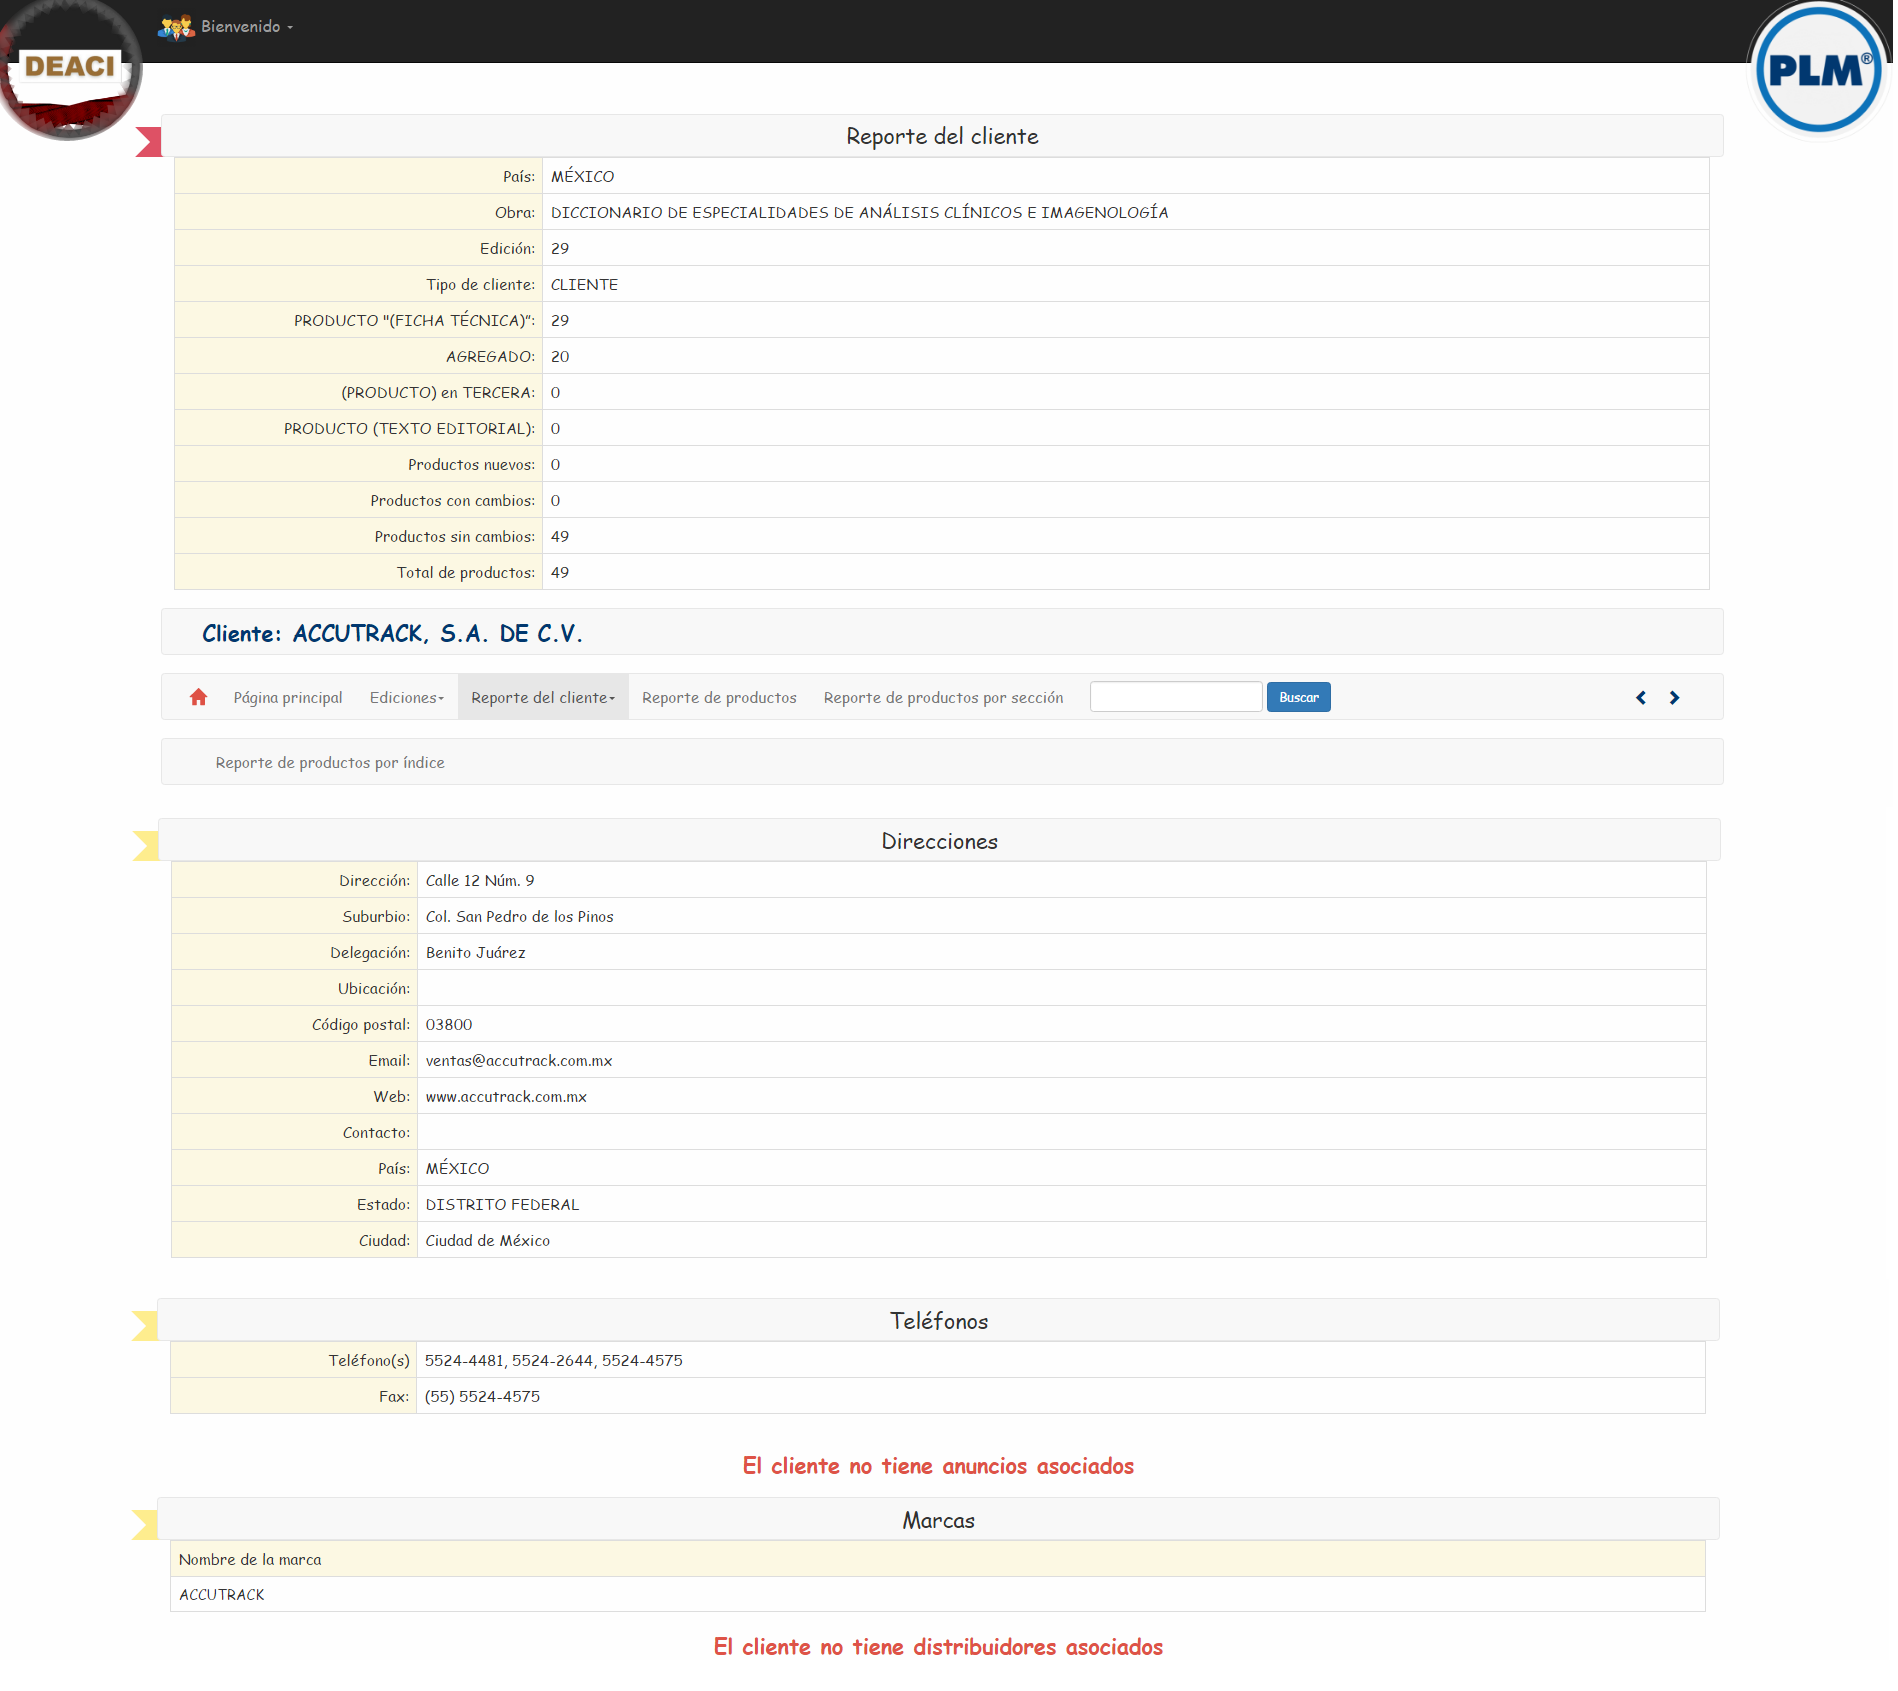 Bienvenido
DEACI
PLM®
Reporte del cliente
País: MÉXICO
Obra: DICCIONARIO DE ESPECIALIDADES DE ANÁLISIS CLÍNICOS E IMAGENOLOGÍA
Edición: 29
Tipo de cliente: CLIENTE
PRODUCTO "(FICHA TÉCNICA)": 29
AGREGADO: 20
(PRODUCTO) en TERCERA: 0
PRODUCTO (TEXTO EDITORIAL): 0
Productos nuevos: 0
Productos con cambios: 0
Productos sin cambios: 49
Total de productos: 49
Cliente: ACCUTRACK, S.A. DE C.V.
Página principal Ediciones Reporte del cliente Reporte de productos Reporte de productos por sección Buscar
Reporte de productos por índice
Direcciones
Dirección: Calle 12 Núm. 9
Suburbio: Col. San Pedro de los Pinos
Delegación: Benito Juárez
Ubicación:
Código postal: 03800
Email: ventas@accutrack.com.mx
Web: www.accutrack.com.mx
Contacto:
País: MÉXICO
Estado: DISTRITO FEDERAL
Ciudad: Ciudad de México
Teléfonos
Teléfono(s) 5524-4481, 5524-2644, 5524-4575
Fax: (55) 5524-4575
El cliente no tiene anuncios asociados
Marcas
Nombre de la marca
ACCUTRACK
El cliente no tiene distribuidores asociados